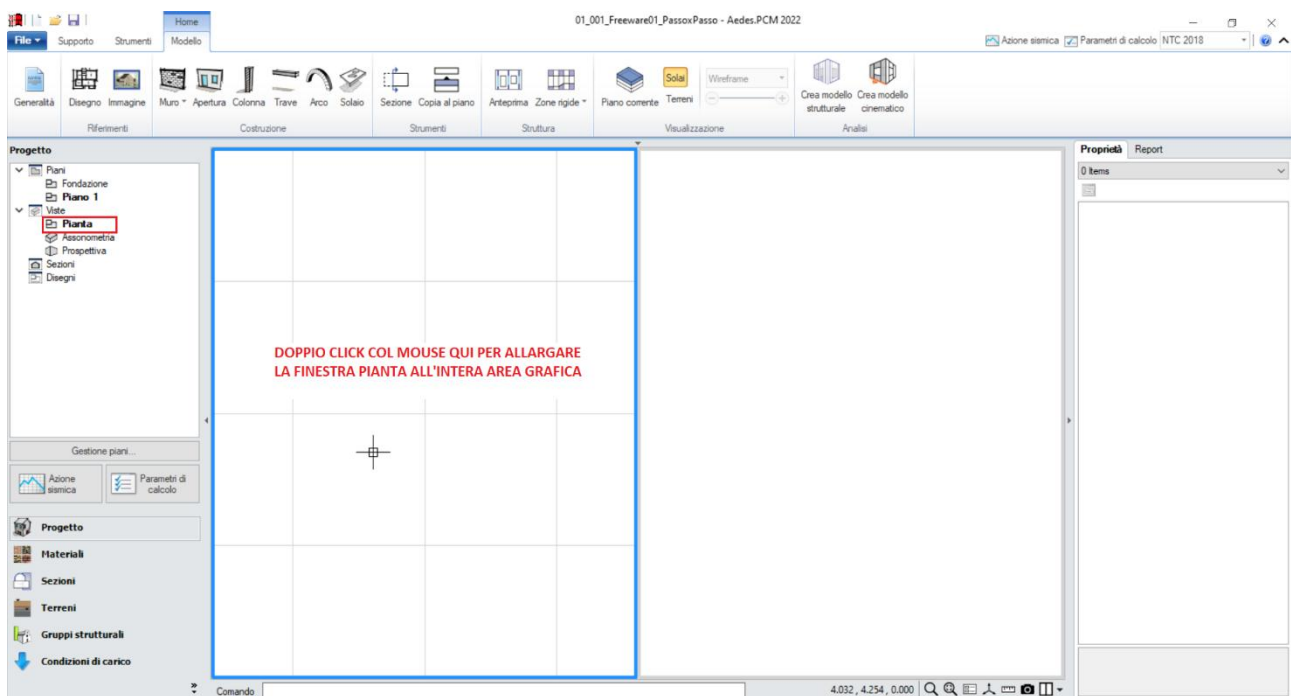 Home
01_001_Freeware01_PassoxPasso - Aedes.PCM 2022
File Supporto Strumenti Modello
Azione sismica Parametri di calcolo NTC 2018
Generalità Disegno Immagine Muro Apertura Colonna Trave Arco Solaio Sezione Copia al piano Anteprima Zone rigide Piano corrente Solai Terreni Wireframe Crea modello strutturale Crea modello cinematico
Riferimenti Costruzione Strumenti Struttura Visualizzazione Analisi
Progetto
Piani
Fondazione
Piano 1
Viste
Pianta
Assonometria
Prospettiva
Sezioni
Disegni
DOPPIO CLICK COL MOUSE QUI PER ALLARGARE
LA FINESTRA PIANTA ALL'INTERA AREA GRAFICA
Proprietà Report
0 Items
Gestione piani...
Azione sismica
Parametri di calcolo
Progetto
Materiali
Sezioni
Terreni
Gruppi strutturali
Condizioni di carico
Comando
4.032 , 4.254 , 0.000